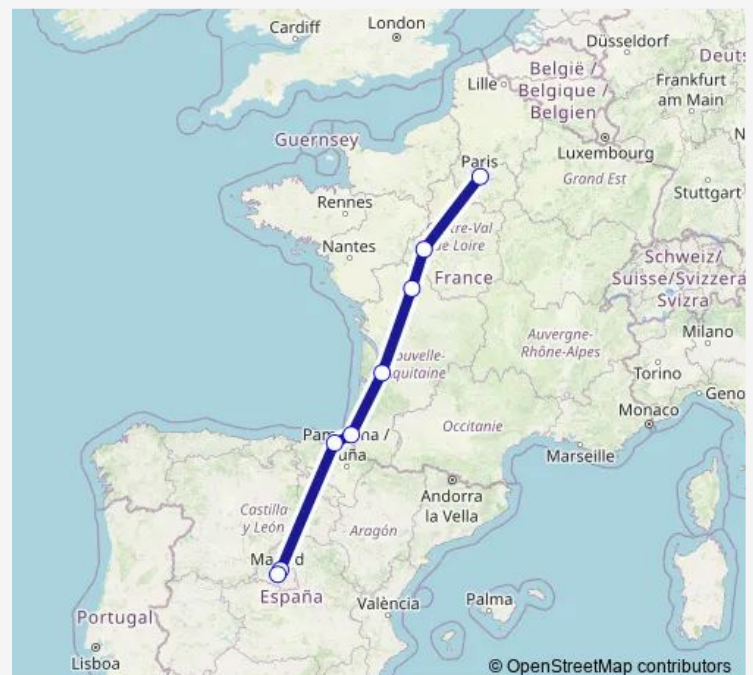 Cardiff
London
Düsseldorf
Deuts
België /
Belgique /
Belgien
Lille
Frankfurt
am Main
Guernsey
Luxembourg
Paris
Grand Est
Rennes
Stuttgart
Nantes
Loire
France
Schweiz/
Suisse/Svizzera
Svizra
Milano
Auvergne-
Rhône-Alpes
Torino
Geno
Monaco
Occitanie
Marseille
Andorra
la Vella
Castilla
y León
Aragón
España
València
Palma
Portugal
Lisboa
© OpenStreetMap contributors